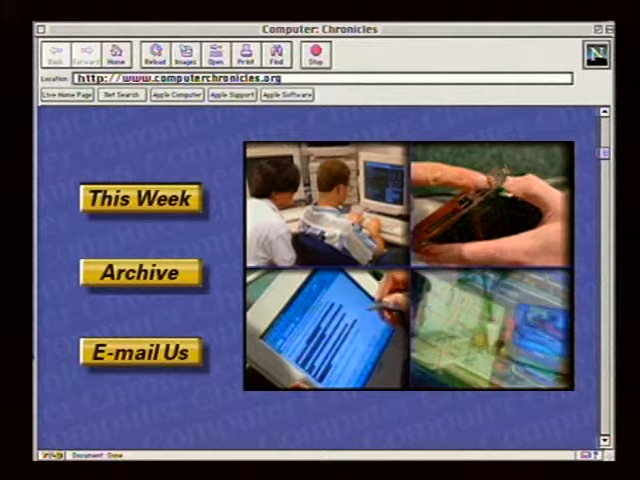 Computer: Chronicles
Back Forward Home Reload Images Open Print Find Stop
N
Location: http://www.computerchronicles.org
Live Home Page Net Search Apple Computer Apple Support Apple Software
This Week
Archive
E-mail Us
Document: Done